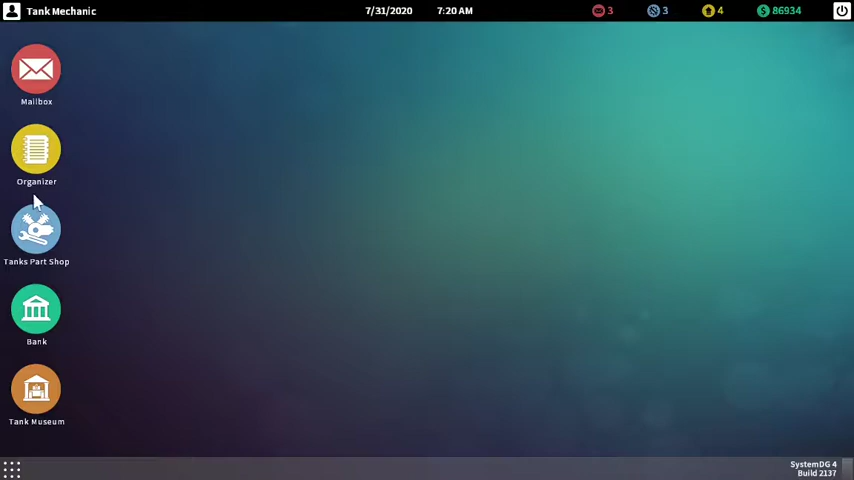 Tank Mechanic 7/31/2020 7:20 AM 3 3 4 $ 86934
Mailbox
Organizer
Tanks Part Shop
Bank
Tank Museum
SystemDG 4
Build 2137